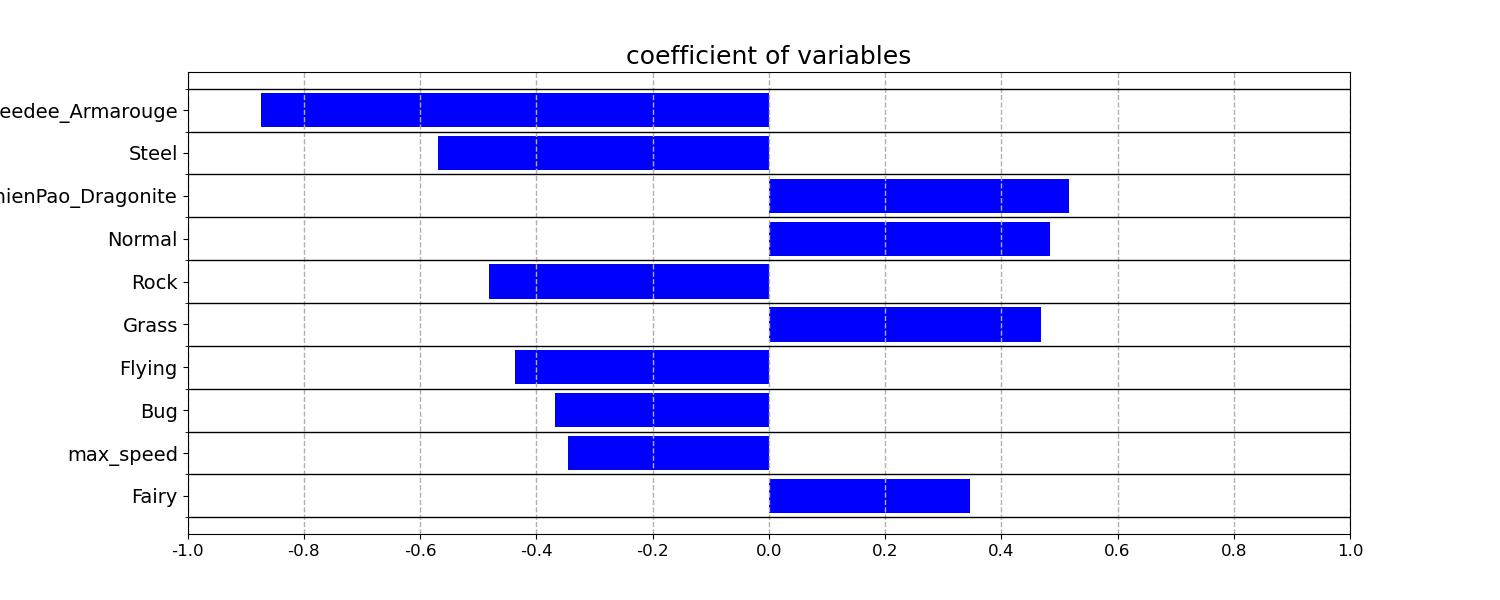 coefficient of variables
eedee_Armarouge
Steel
nienPao_Dragonite
Normal
Rock
Grass
Flying
Bug
max_speed
Fairy
-1.0 -0.8 -0.6 -0.4 -0.2 0.0 0.2 0.4 0.6 0.8 1.0